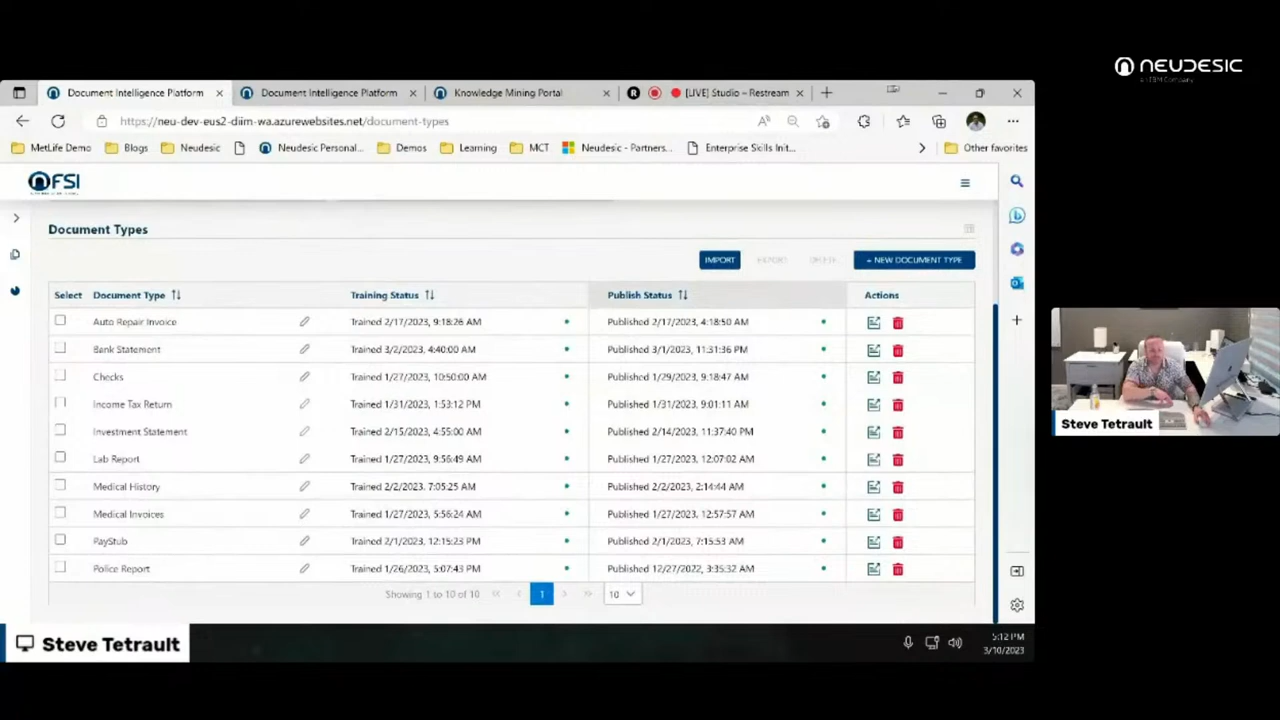 NEUDESIC
an IBM Company
Document Intelligence Platform
Document Intelligence Platform
Knowledge Mining Portal
R
[LIVE] Studio – Restream
https://neu-dev-eus2-diim-wa.azurewebsites.net/document-types
MetLife Demo
Blogs
Neudesic
Neudesic Personal...
Demos
Learning
MCT
Neudesic - Partners...
Enterprise Skills Init...
Other favorites
FSI
Document Types
IMPORT
EXPORT
DELETE
+ NEW DOCUMENT TYPE
Select Document Type Training Status Publish Status Actions
Auto Repair Invoice Trained 2/17/2023, 9:18:26 AM Published 2/17/2023, 4:18:50 AM
Bank Statement Trained 3/2/2023, 4:40:00 AM Published 3/1/2023, 11:31:36 PM
Checks Trained 1/27/2023, 10:50:00 AM Published 1/29/2023, 9:18:47 AM
Income Tax Return Trained 1/31/2023, 1:53:12 PM Published 1/31/2023, 9:01:11 AM
Investment Statement Trained 2/15/2023, 4:55:00 AM Published 2/14/2023, 11:37:40 PM
Lab Report Trained 1/27/2023, 9:56:49 AM Published 1/27/2023, 12:07:02 AM
Medical History Trained 2/2/2023, 7:05:25 AM Published 2/2/2023, 2:14:44 AM
Medical Invoices Trained 1/27/2023, 5:56:24 AM Published 1/27/2023, 12:57:57 AM
PayStub Trained 2/1/2023, 12:15:23 PM Published 2/1/2023, 7:15:53 AM
Police Report Trained 1/26/2023, 5:07:43 PM Published 12/27/2022, 3:35:32 AM
Showing 1 to 10 of 10
1
10
Steve Tetrault
Steve Tetrault
5:12 PM
3/10/2023